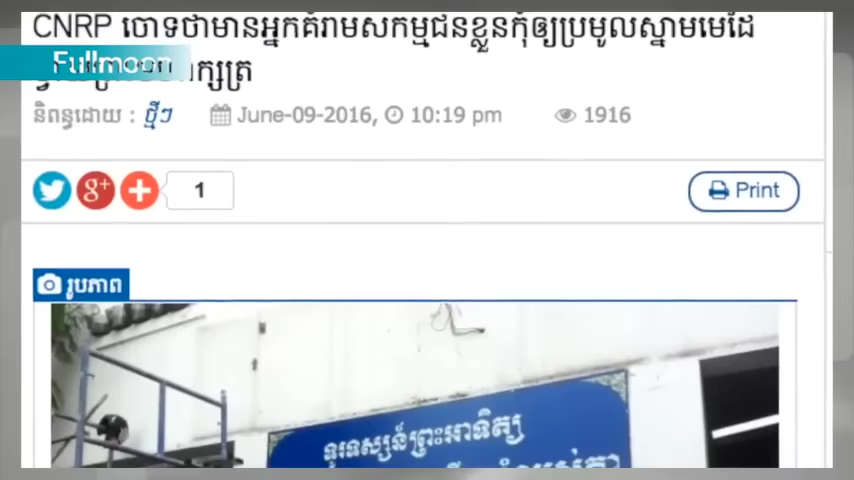 CNRP ចោទថាមានអ្នកគំរាមសកម្មជនខ្លួនកុំឲ្យប្រមូលស្នាមមេដៃ
Fullmoon
និពន្ធដោយ : ថ្មីៗ June-09-2016, 10:19 pm 1916
g+ 1 Print
រូបភាព
ទូរទស្សន៍ព្រះអាទិត្យ